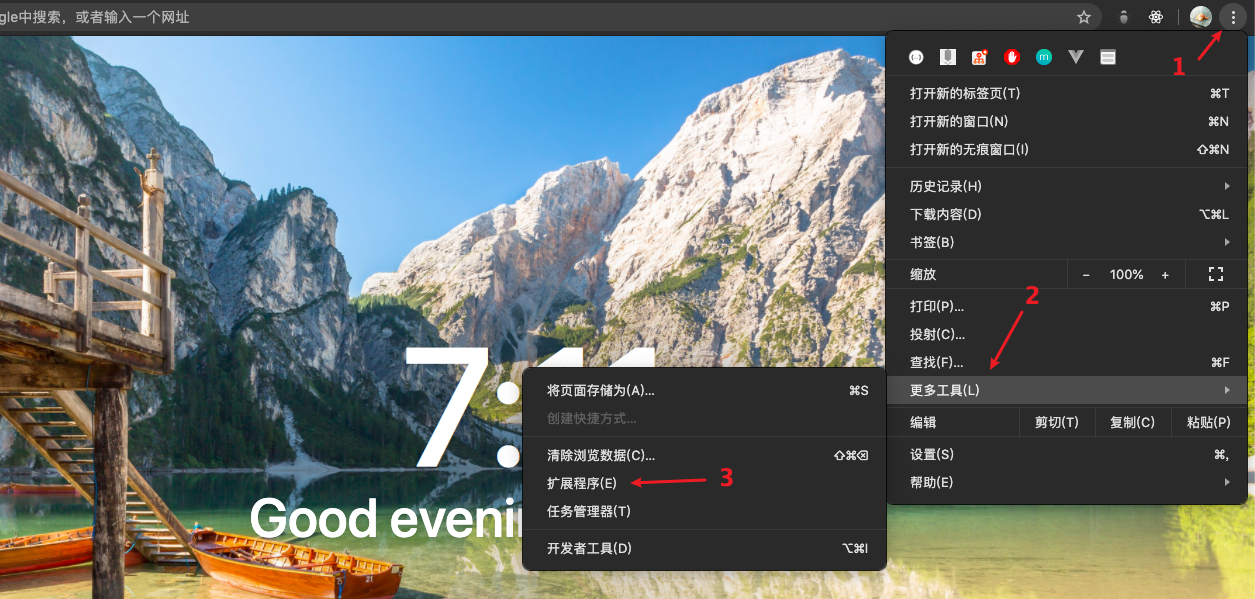 gle中搜索，或者输入一个网址
1
打开新的标签页(T) ⌘T
打开新的窗口(N) ⌘N
打开新的无痕窗口(I) ⇧⌘N
历史记录(H)
下载内容(D) ⌥⌘L
书签(B)
缩放 − 100% +
2
打印(P)... ⌘P
投射(C)...
查找(F)... ⌘F
更多工具(L)
编辑 剪切(T) 复制(C) 粘贴(P)
设置(S) ⌘,
帮助(E)
7:11
将页面存储为(A)... ⌘S
创建快捷方式...
清除浏览数据(C)... ⇧⌘⌫
扩展程序(E)
3
任务管理器(T)
开发者工具(D) ⌥⌘I
Good eveni
21